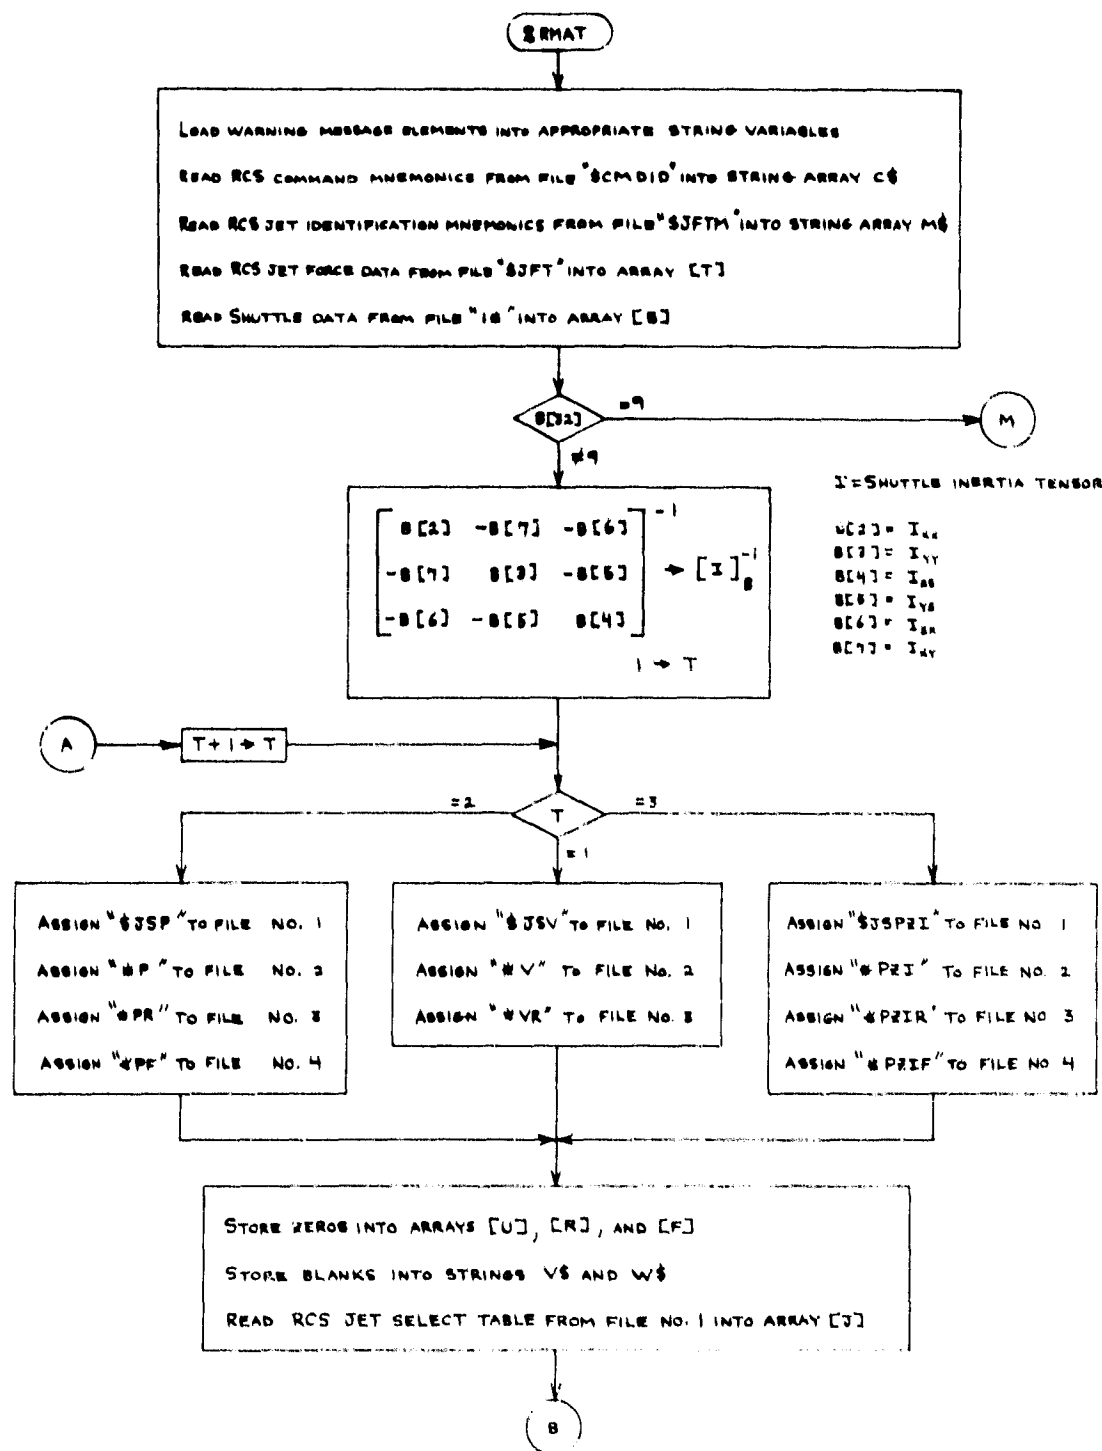 $RMAT
LOAD WARNING MESSAGE ELEMENTS INTO APPROPRIATE STRING VARIABLES
READ RCS COMMAND MNEMONICS FROM FILE "$CMDID" INTO STRING ARRAY C$
READ RCS JET IDENTIFICATION MNEMONICS FROM FILE "$JFTM" INTO STRING ARRAY M$
READ RCS JET FORCE DATA FROM FILE "$JFT" INTO ARRAY [T]
READ SHUTTLE DATA FROM FILE INTO ARRAY [B]
B[32]
=9
M
≠9
I = SHUTTLE INERTIA TENSOR
B[2] -B[7] -B[6]
-B[7] B[3] -B[5]
-B[6] -B[5] B[4]
-1
→ [I]
-1
B
1 → T
B[2] = Ixx
B[3] = Iyy
B[4] = Izz
B[5] = Iyz
B[6] = Izx
B[7] = Ixy
A
T + 1 → T
T
=2
=3
=1
ASSIGN "$JSP" TO FILE NO. 1
ASSIGN "*P" TO FILE NO. 2
ASSIGN "*PR" TO FILE NO. 3
ASSIGN "*PF" TO FILE NO. 4
ASSIGN "$JSV" TO FILE NO. 1
ASSIGN "*V" TO FILE NO. 2
ASSIGN "*VR" TO FILE NO. 3
ASSIGN "$JSPZI" TO FILE NO 1
ASSIGN "*PZI" TO FILE NO. 2
ASSIGN "*PZIR" TO FILE NO 3
ASSIGN "*PZIF" TO FILE NO 4
STORE ZEROS INTO ARRAYS [U], [R], AND [F]
STORE BLANKS INTO STRINGS V$ AND W$
READ RCS JET SELECT TABLE FROM FILE NO. 1 INTO ARRAY [J]
B